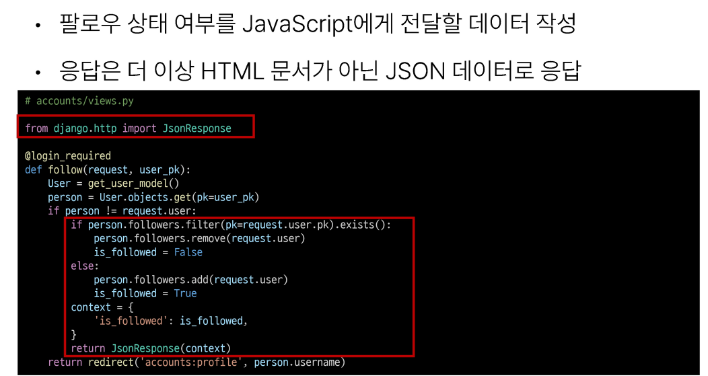 • 팔로우 상태 여부를 JavaScript에게 전달할 데이터 작성
• 응답은 더 이상 HTML 문서가 아닌 JSON 데이터로 응답
# accounts/views.py
from django.http import JsonResponse
@login_required
def follow(request, user_pk):
    User = get_user_model()
    person = User.objects.get(pk=user_pk)
    if person != request.user:
        if person.followers.filter(pk=request.user.pk).exists():
            person.followers.remove(request.user)
            is_followed = False
        else:
            person.followers.add(request.user)
            is_followed = True
        context = {
            'is_followed': is_followed,
        }
        return JsonResponse(context)
    return redirect('accounts:profile', person.username)